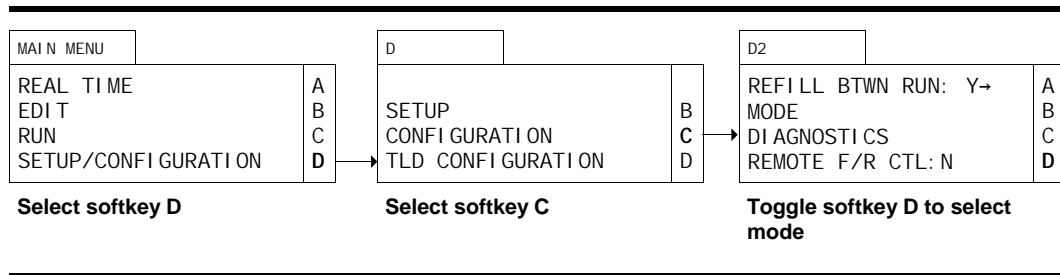 MAIN MENU
REAL TIME A
EDIT B
RUN C
SETUP/CONFIGURATION D
Select softkey D
D
SETUP B
CONFIGURATION C
TLD CONFIGURATION D
Select softkey C
D2
REFILL BTWN RUN: Y→ A
MODE B
DIAGNOSTICS C
REMOTE F/R CTL:N D
Toggle softkey D to select
mode